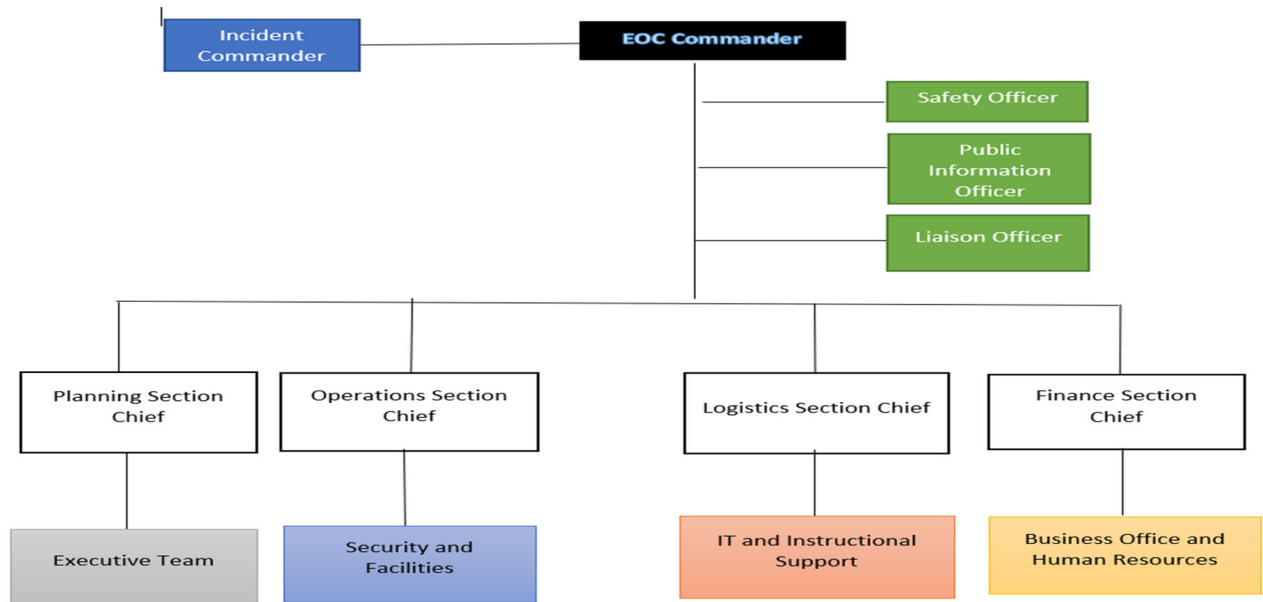 Incident
Commander
EOC Commander
Safety Officer
Public
Information
Officer
Liaison Officer
Planning Section
Chief
Operations Section
Chief
Logistics Section Chief
Finance Section
Chief
Executive Team
Security and
Facilities
IT and Instructional
Support
Business Office and
Human Resources